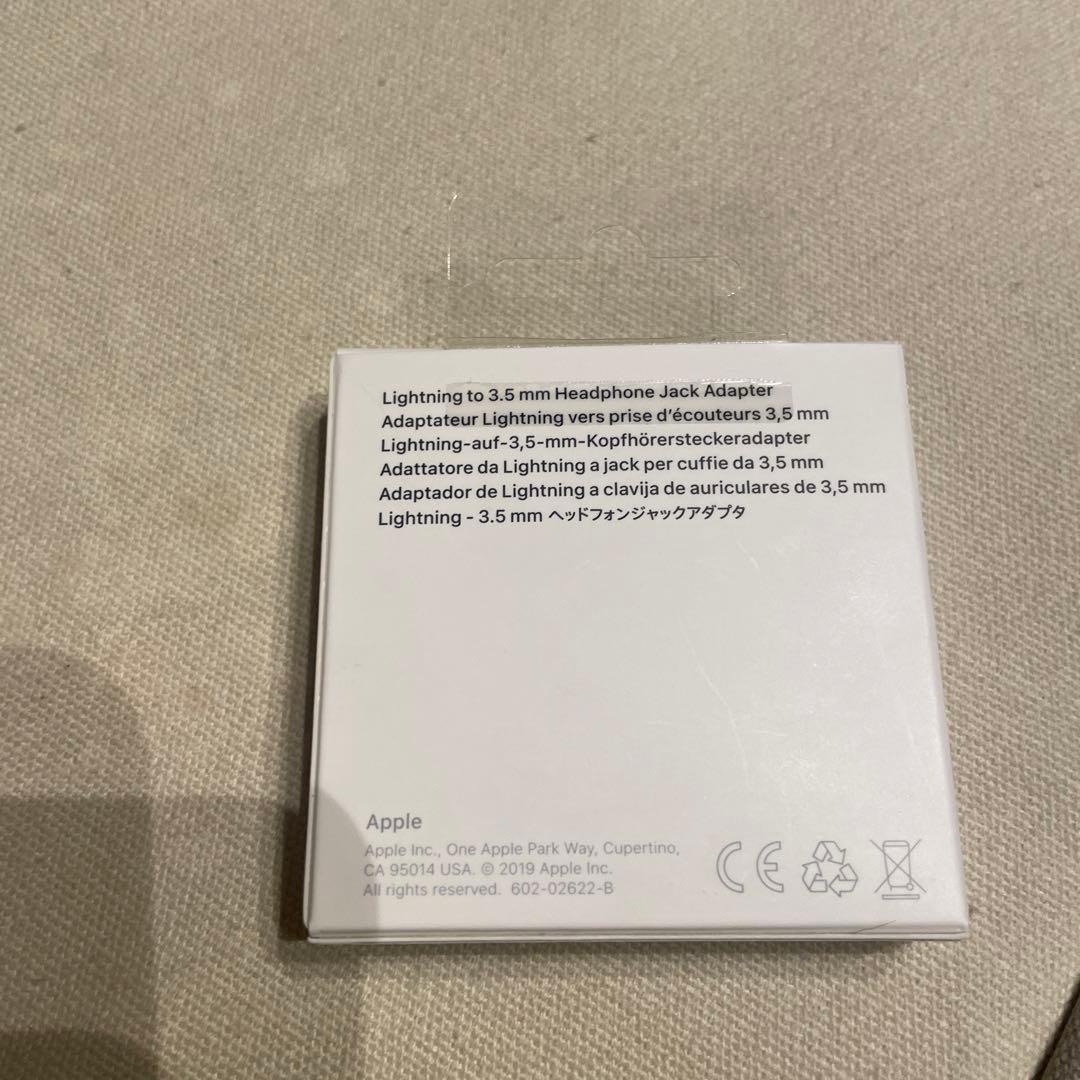 Lightning to 3.5 mm Headphone Jack Adapter
Adaptateur Lightning vers prise d'écouteurs 3,5 mm
Lightning-auf-3,5-mm-Kopfhörersteckeradapter
Adattatore da Lightning a jack per cuffie da 3,5 mm
Adaptador de Lightning a clavija de auriculares de 3,5 mm
Lightning - 3.5 mm ヘッドフォンジャックアダプタ
Apple
Apple Inc., One Apple Park Way, Cupertino,
CA 95014 USA. © 2019 Apple Inc.
All rights reserved. 602-02622-B
CE